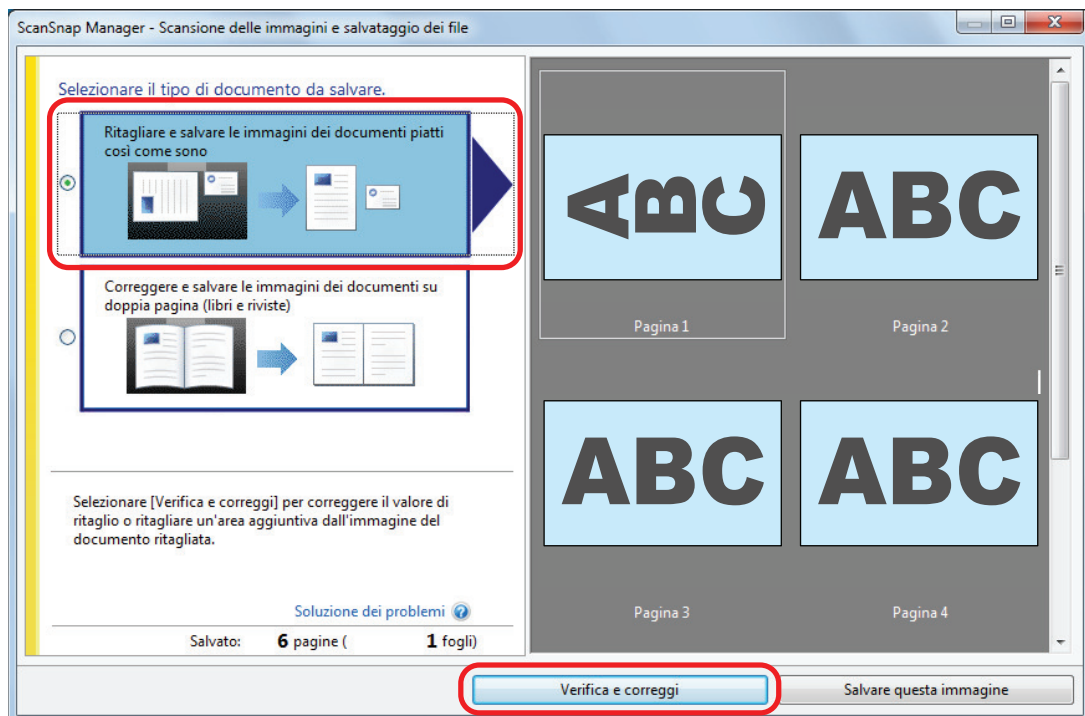 ScanSnap Manager - Scansione delle immagini e salvataggio dei file
Selezionare il tipo di documento da salvare.
Ritagliare e salvare le immagini dei documenti piatti
così come sono
Correggere e salvare le immagini dei documenti su
doppia pagina (libri e riviste)
Selezionare [Verifica e correggi] per correggere il valore di
ritaglio o ritagliare un'area aggiuntiva dall'immagine del
documento ritagliata.
Soluzione dei problemi
Salvato: 6 pagine ( 1 fogli)
ABC
ABC
Pagina 1
Pagina 2
ABC
ABC
Pagina 3
Pagina 4
Verifica e correggi
Salvare questa immagine